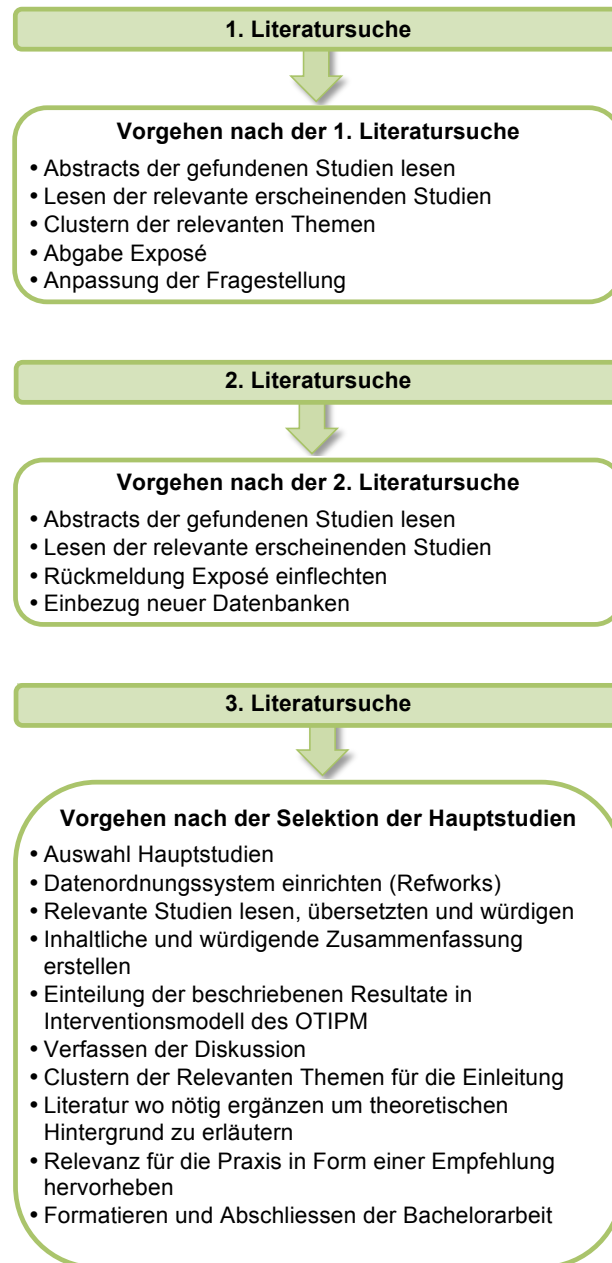 1. Literatursuche
Vorgehen nach der 1. Literatursuche
• Abstracts der gefundenen Studien lesen
• Lesen der relevante erscheinenden Studien
• Clustern der relevanten Themen
• Abgabe Exposé
• Anpassung der Fragestellung
2. Literatursuche
Vorgehen nach der 2. Literatursuche
• Abstracts der gefundenen Studien lesen
• Lesen der relevante erscheinenden Studien
• Rückmeldung Exposé einflechten
• Einbezug neuer Datenbanken
3. Literatursuche
Vorgehen nach der Selektion der Hauptstudien
• Auswahl Hauptstudien
• Datenordnungssystem einrichten (Refworks)
• Relevante Studien lesen, übersetzten und würdigen
• Inhaltliche und würdigende Zusammenfassung
erstellen
• Einteilung der beschriebenen Resultate in
Interventionsmodell des OTIPM
• Verfassen der Diskussion
• Clustern der Relevanten Themen für die Einleitung
• Literatur wo nötig ergänzen um theoretischen
Hintergrund zu erläutern
• Relevanz für die Praxis in Form einer Empfehlung
hervorheben
• Formatieren und Abschliessen der Bachelorarbeit